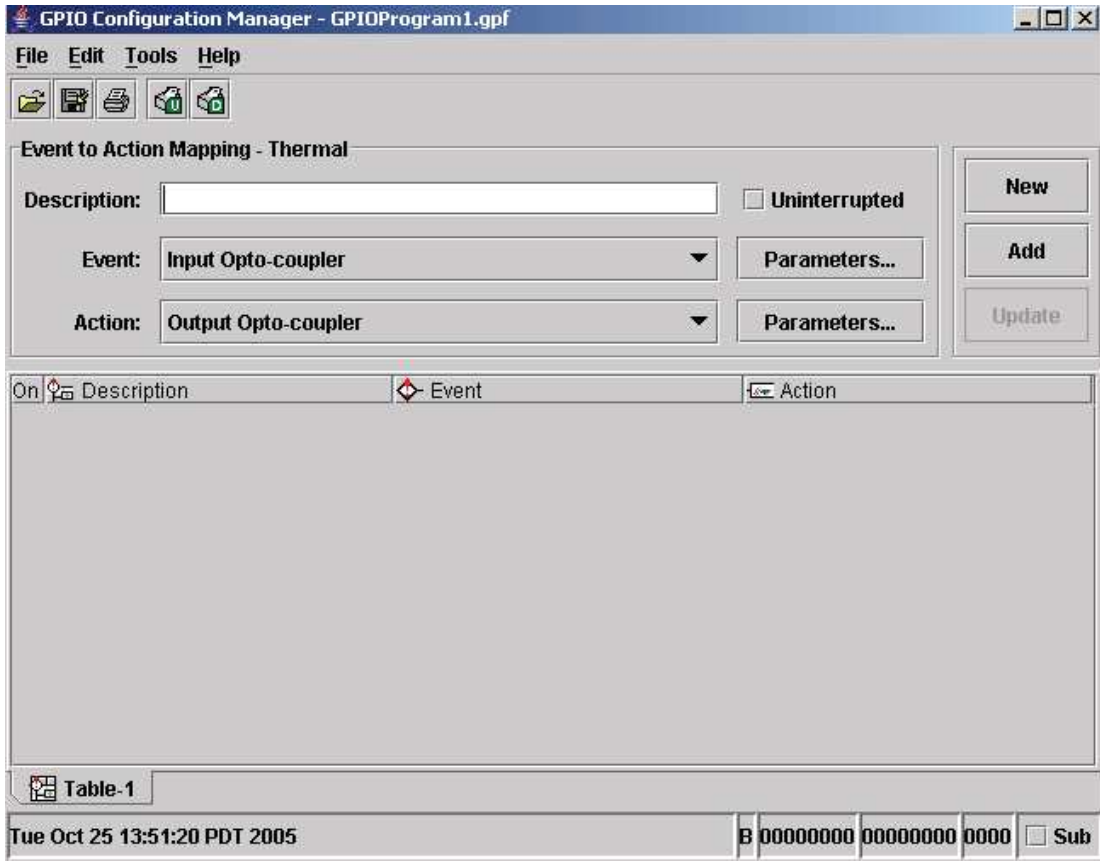 GPIO Configuration Manager - GPIOProgram1.gpf
File Edit Tools Help
U D
Event to Action Mapping - Thermal
Description: Uninterrupted
New
Event: Input Opto-coupler Parameters...
Add
Action: Output Opto-coupler Parameters...
Update
On Description Event Action
Table-1
Tue Oct 25 13:51:20 PDT 2005 B 00000000 00000000 0000 Sub